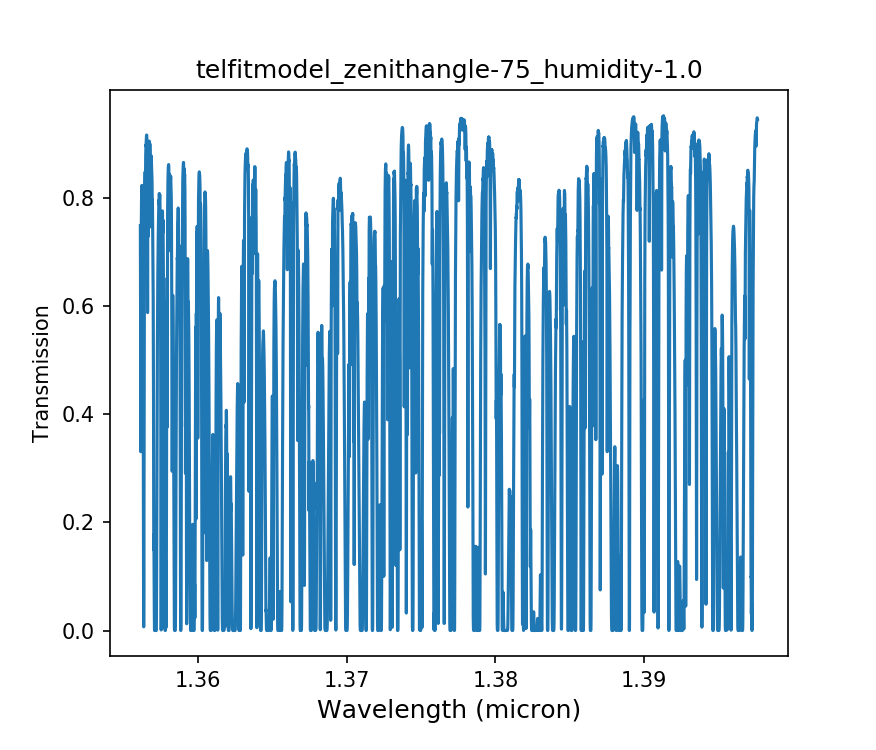 telfitmodel_zenithangle-75_humidity-1.0
Transmission
0.8
0.6
0.4
0.2
0.0
1.36 1.37 1.38 1.39
Wavelength (micron)